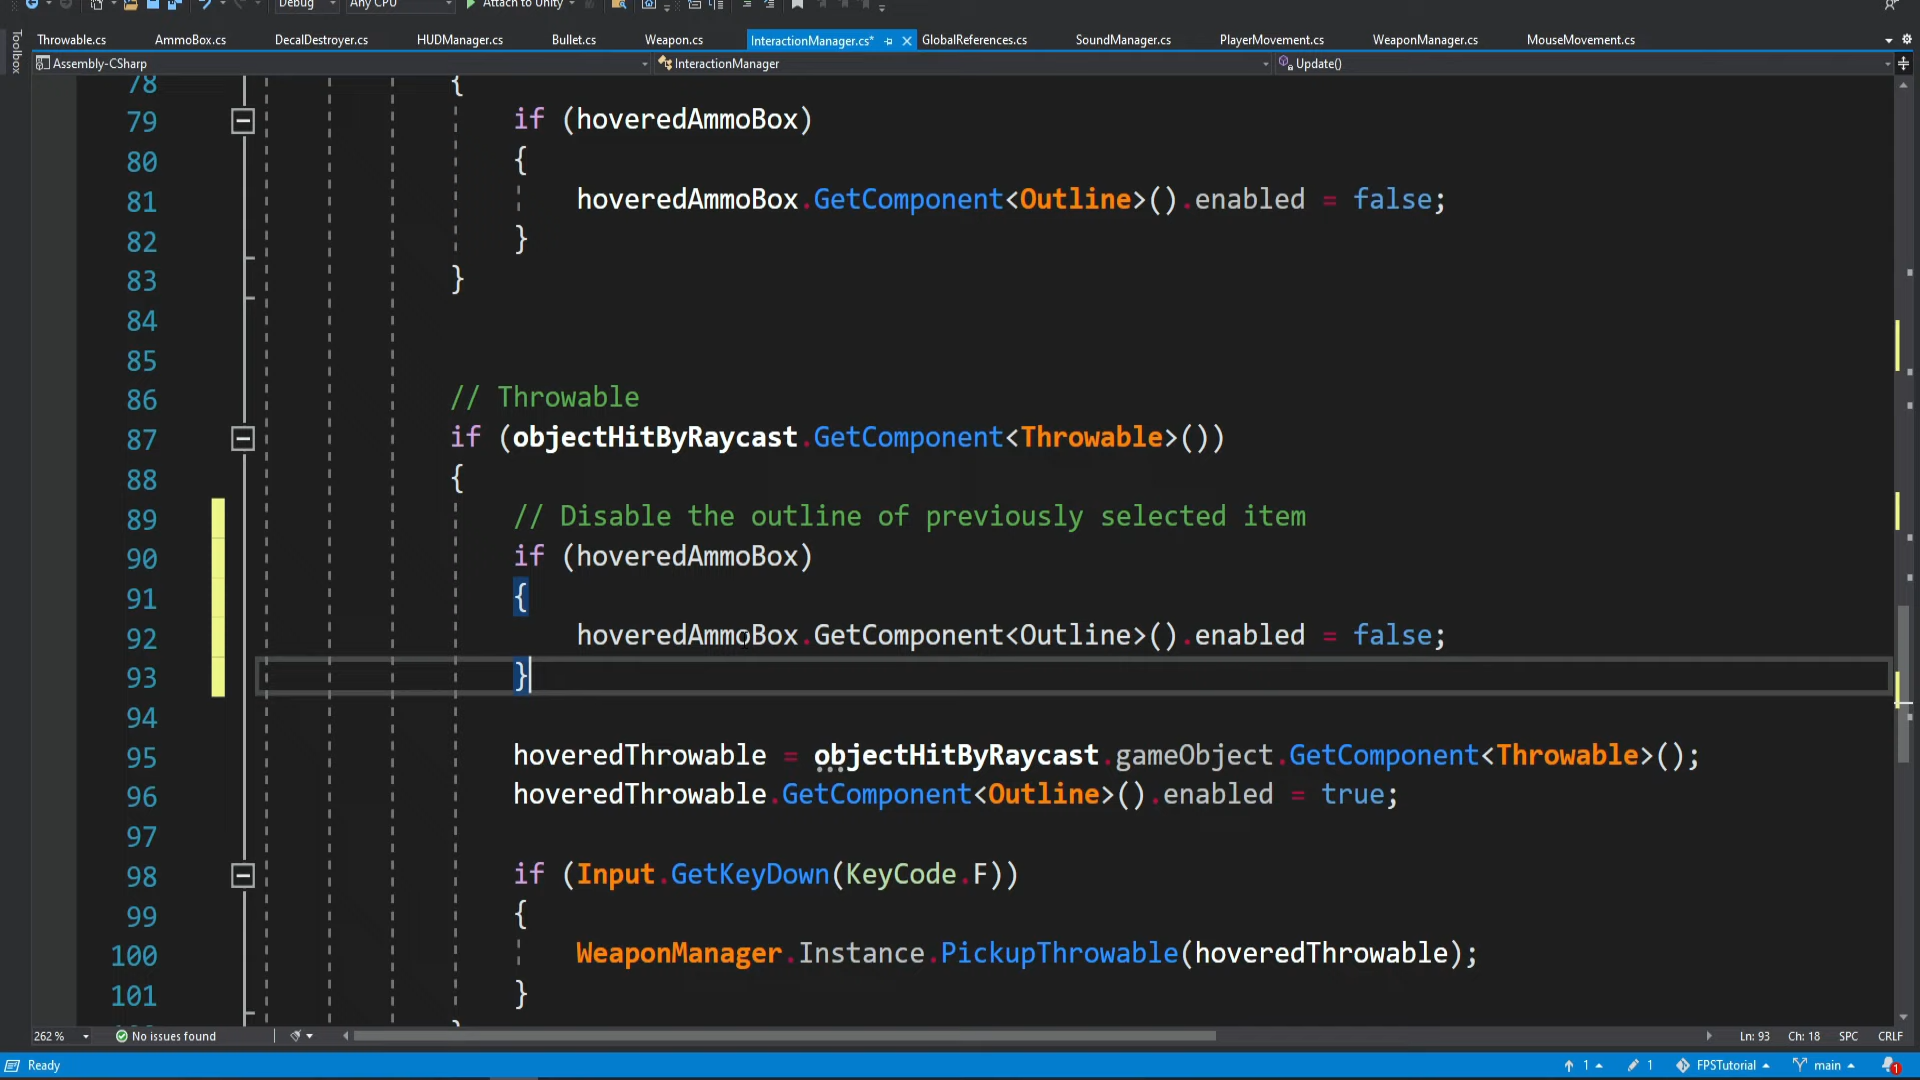 Debug Any CPU Attach to Unity
Toolbox
Throwable.cs AmmoBox.cs DecalDestroyer.cs HUDManager.cs Bullet.cs Weapon.cs InteractionManager.cs* GlobalReferences.cs SoundManager.cs PlayerMovement.cs WeaponManager.cs MouseMovement.cs
Assembly-CSharp InteractionManager Update()
78 {
79 if (hoveredAmmoBox)
80 {
81 hoveredAmmoBox.GetComponent<Outline>().enabled = false;
82 }
83 }
84
85
86 // Throwable
87 if (objectHitByRaycast.GetComponent<Throwable>())
88 {
89 // Disable the outline of previously selected item
90 if (hoveredAmmoBox)
91 {
92 hoveredAmmoBox.GetComponent<Outline>().enabled = false;
93 }
94
95 hoveredThrowable = objectHitByRaycast.gameObject.GetComponent<Throwable>();
96 hoveredThrowable.GetComponent<Outline>().enabled = true;
97
98 if (Input.GetKeyDown(KeyCode.F))
99 {
100 WeaponManager.Instance.PickupThrowable(hoveredThrowable);
101 }
262 % No issues found Ln: 93 Ch: 18 SPC CRLF
Ready 1 1 FPSTutorial main 1